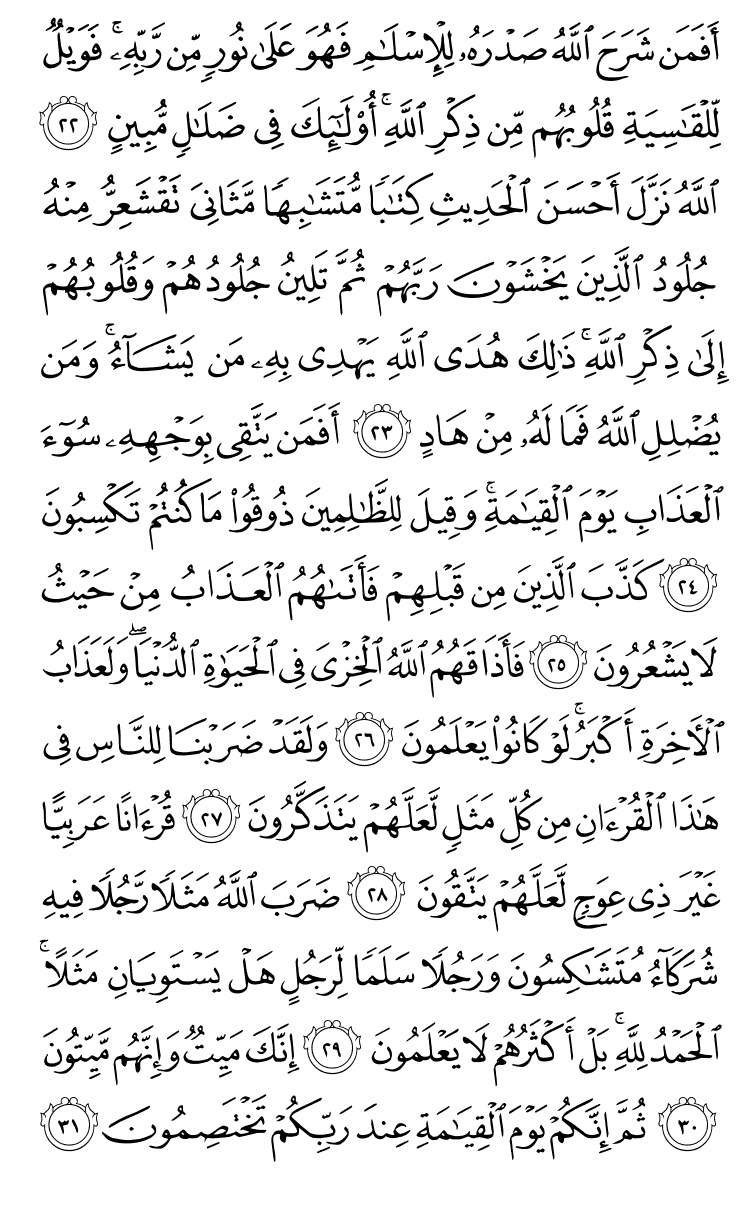 أَفَمَن شَرَحَ ٱللَّهُ صَدْرَهُۥ لِلْإِسْلَـٰمِ فَهُوَ عَلَىٰ نُورٍ مِّن رَّبِّهِۦ ۚ فَوَيْلٌ
لِّلْقَـٰسِيَةِ قُلُوبُهُم مِّن ذِكْرِ ٱللَّهِ ۚ أُو۟لَـٰٓئِكَ فِى ضَلَـٰلٍ مُّبِينٍ ٢٢
ٱللَّهُ نَزَّلَ أَحْسَنَ ٱلْحَدِيثِ كِتَـٰبًا مُّتَشَـٰبِهًا مَّثَانِىَ تَقْشَعِرُّ مِنْهُ
جُلُودُ ٱلَّذِينَ يَخْشَوْنَ رَبَّهُمْ ثُمَّ تَلِينُ جُلُودُهُمْ وَقُلُوبُهُمْ
إِلَىٰ ذِكْرِ ٱللَّهِ ۚ ذَٰلِكَ هُدَى ٱللَّهِ يَهْدِى بِهِۦ مَن يَشَآءُ ۚ وَمَن
يُضْلِلِ ٱللَّهُ فَمَا لَهُۥ مِنْ هَادٍ ٢٣ أَفَمَن يَتَّقِى بِوَجْهِهِۦ سُوٓءَ
ٱلْعَذَابِ يَوْمَ ٱلْقِيَـٰمَةِ ۚ وَقِيلَ لِلظَّـٰلِمِينَ ذُوقُوا۟ مَا كُنتُمْ تَكْسِبُونَ
٢٤ كَذَّبَ ٱلَّذِينَ مِن قَبْلِهِمْ فَأَتَىٰهُمُ ٱلْعَذَابُ مِنْ حَيْثُ
لَا يَشْعُرُونَ ٢٥ فَأَذَاقَهُمُ ٱللَّهُ ٱلْخِزْىَ فِى ٱلْحَيَوٰةِ ٱلدُّنْيَا ۖ وَلَعَذَابُ
ٱلْـَٔاخِرَةِ أَكْبَرُ ۚ لَوْ كَانُوا۟ يَعْلَمُونَ ٢٦ وَلَقَدْ ضَرَبْنَا لِلنَّاسِ فِى
هَـٰذَا ٱلْقُرْءَانِ مِن كُلِّ مَثَلٍ لَّعَلَّهُمْ يَتَذَكَّرُونَ ٢٧ قُرْءَانًا عَرَبِيًّا
غَيْرَ ذِى عِوَجٍ لَّعَلَّهُمْ يَتَّقُونَ ٢٨ ضَرَبَ ٱللَّهُ مَثَلًا رَّجُلًا فِيهِ
شُرَكَآءُ مُتَشَـٰكِسُونَ وَرَجُلًا سَلَمًا لِّرَجُلٍ هَلْ يَسْتَوِيَانِ مَثَلًا ۚ
ٱلْحَمْدُ لِلَّهِ ۚ بَلْ أَكْثَرُهُمْ لَا يَعْلَمُونَ ٢٩ إِنَّكَ مَيِّتٌ وَإِنَّهُم مَّيِّتُونَ
٣٠ ثُمَّ إِنَّكُمْ يَوْمَ ٱلْقِيَـٰمَةِ عِندَ رَبِّكُمْ تَخْتَصِمُونَ ٣١